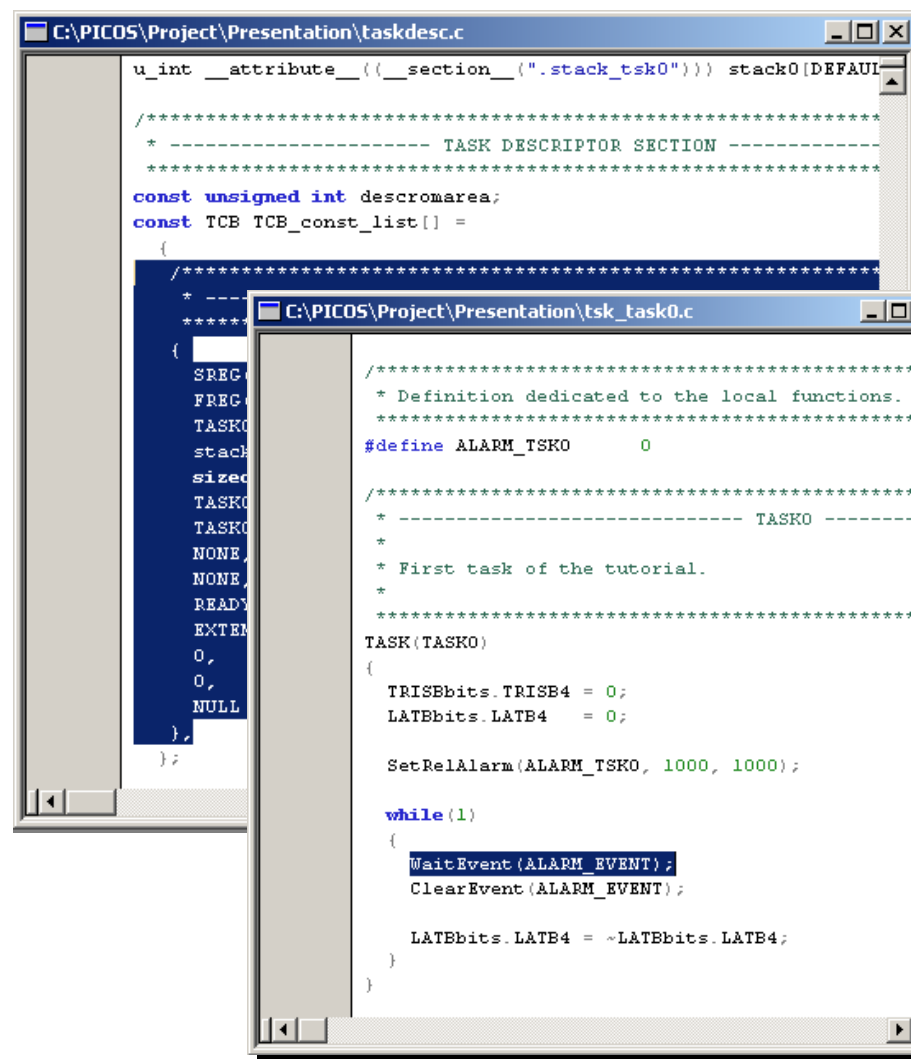 C:\PICOS\Project\Presentation\taskdesc.c
u_int __attribute__((__section__(".stack_tsk0"))) stack0[DEFAUL
/***************************************************************
* ---------------------- TASK DESCRIPTOR SECTION -------------
***************************************************************
const unsigned int descromarea;
const TCB TCB_const_list[] =
{
/************************************************************
* ----
******
{
SREG
FREG
TASK0
stack
sized
TASK0
TASK0
NONE,
NONE,
READY
EXTEN
0,
0,
NULL
},
};
C:\PICOS\Project\Presentation\tsk_task0.c
/**********************************************
* Definition dedicated to the local functions.
**********************************************
#define ALARM_TSK0 0
/**********************************************
* ----------------------------- TASK0 --------
*
* First task of the tutorial.
*
**********************************************
TASK(TASK0)
{
TRISBbits.TRISB4 = 0;
LATBbits.LATB4 = 0;
SetRelAlarm(ALARM_TSK0, 1000, 1000);
while(1)
{
WaitEvent(ALARM_EVENT);
ClearEvent(ALARM_EVENT);
LATBbits.LATB4 = ~LATBbits.LATB4;
}
}